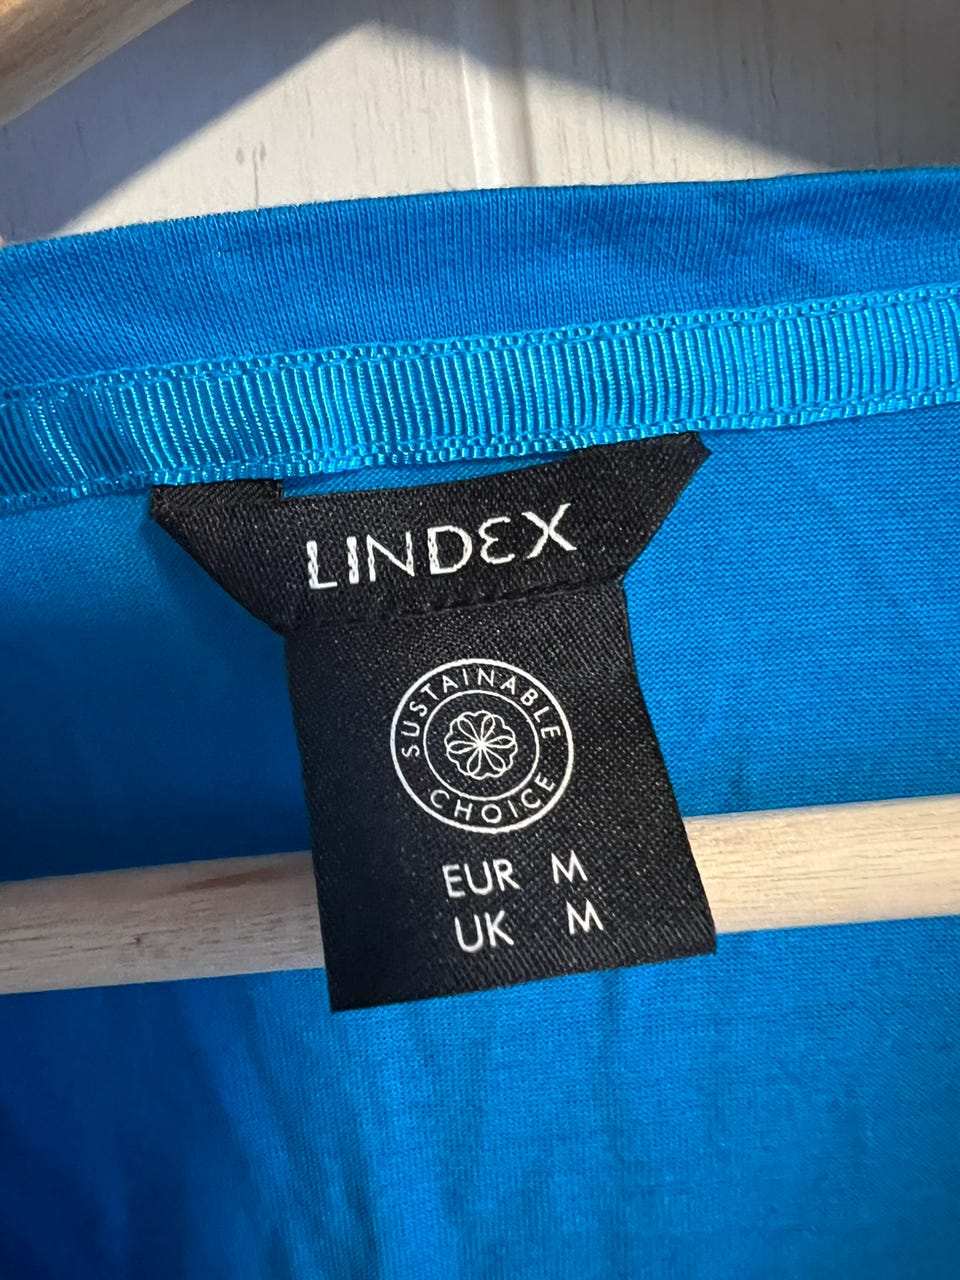 LINDEX
SUSTAINABLE
CHOICE
EUR M
UK M